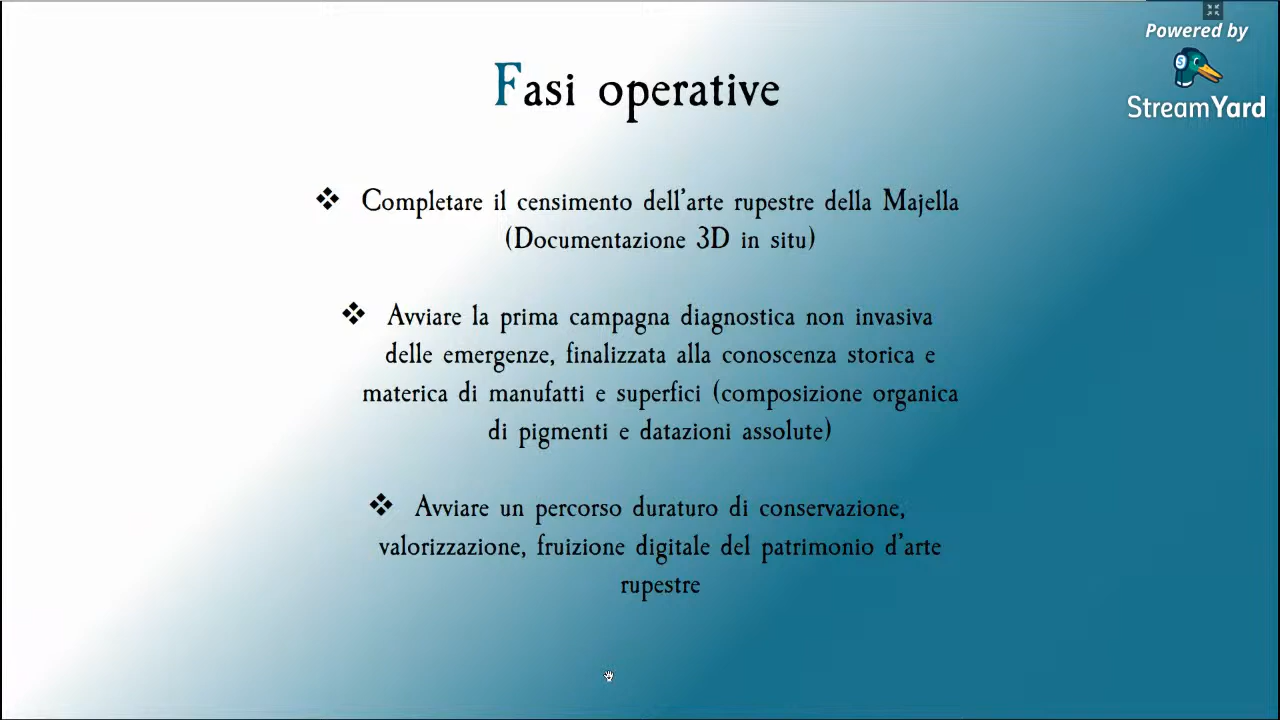 Powered by
StreamYard
Fasi operative
❖ Completare il censimento dell'arte rupestre della Majella
(Documentazione 3D in situ)
❖ Avviare la prima campagna diagnostica non invasiva
delle emergenze, finalizzata alla conoscenza storica e
materica di manufatti e superfici (composizione organica
di pigmenti e datazioni assolute)
❖ Avviare un percorso duraturo di conservazione,
valorizzazione, fruizione digitale del patrimonio d'arte
rupestre